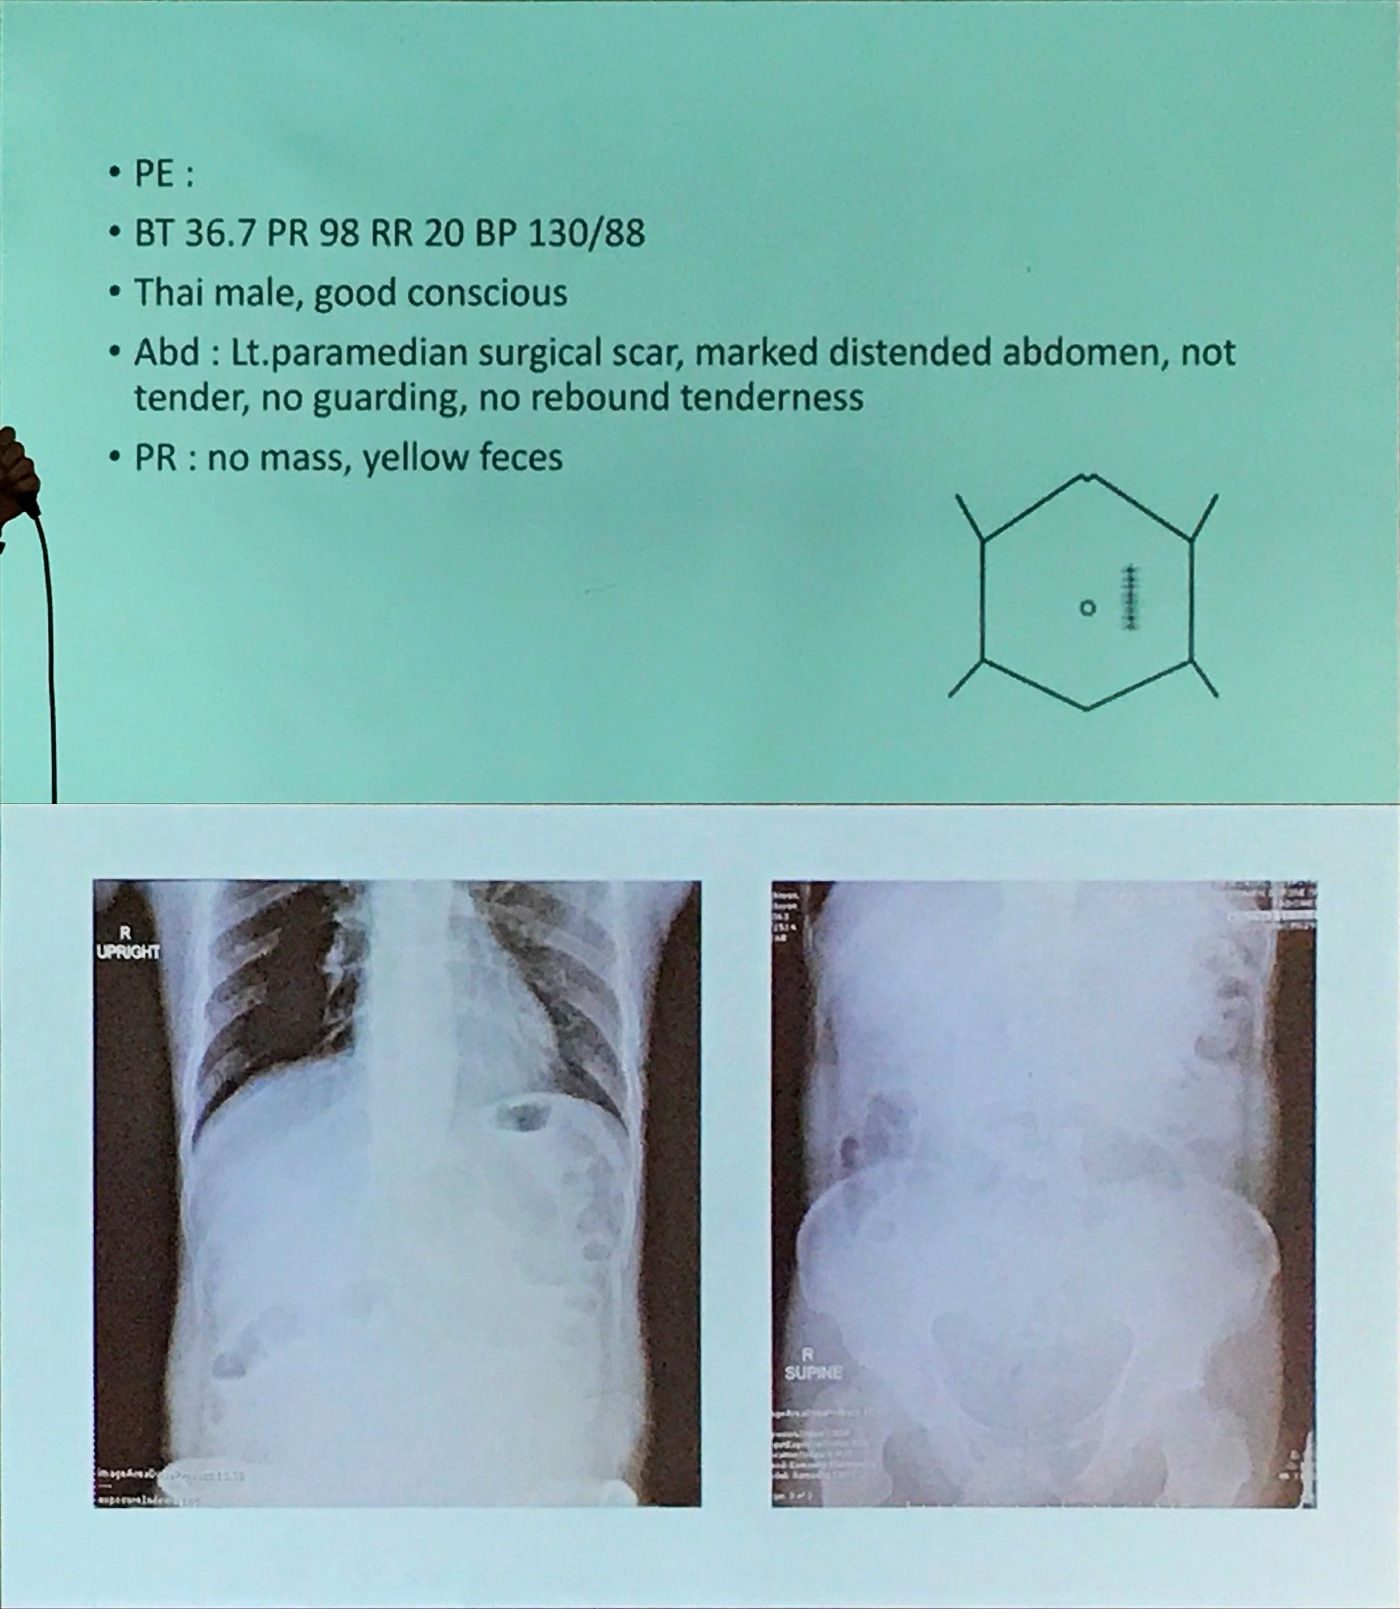 • PE :
• BT 36.7 PR 98 RR 20 BP 130/88
• Thai male, good conscious
• Abd : Lt.paramedian surgical scar, marked distended abdomen, not
tender, no guarding, no rebound tenderness
• PR : no mass, yellow feces
R
UPRIGHT
R
SUPINE